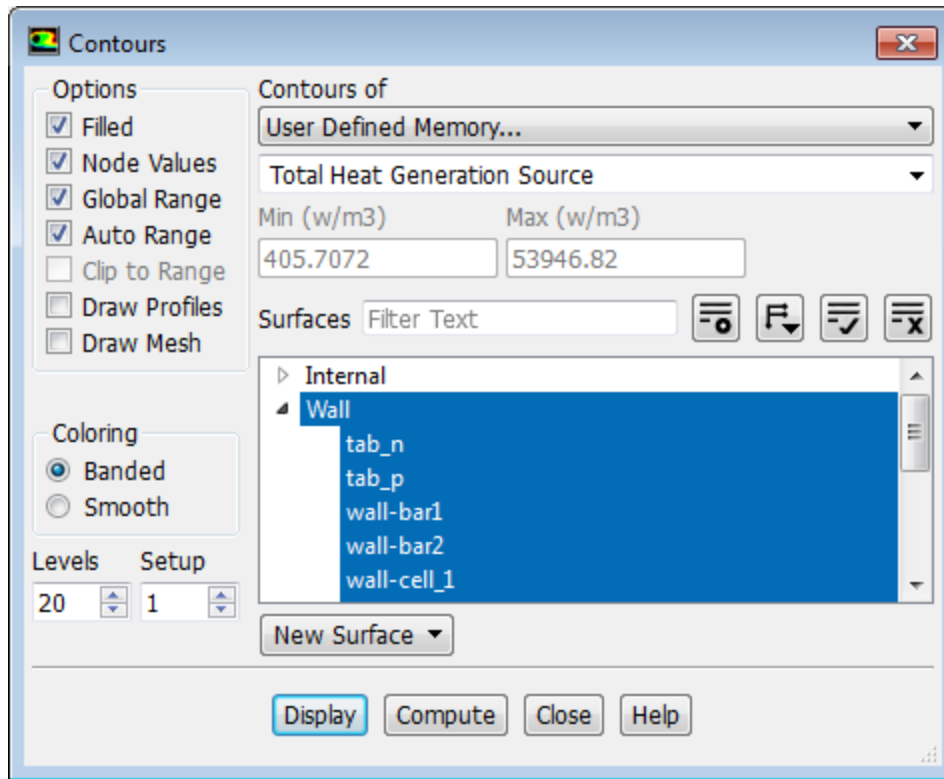 Contours
Options
Filled
Node Values
Global Range
Auto Range
Clip to Range
Draw Profiles
Draw Mesh
Coloring
Banded
Smooth
Levels Setup
20 1
Contours of
User Defined Memory...
Total Heat Generation Source
Min (w/m3) Max (w/m3)
405.7072 53946.82
Surfaces Filter Text
Internal
Wall
tab_n
tab_p
wall-bar1
wall-bar2
wall-cell_1
New Surface
Display Compute Close Help